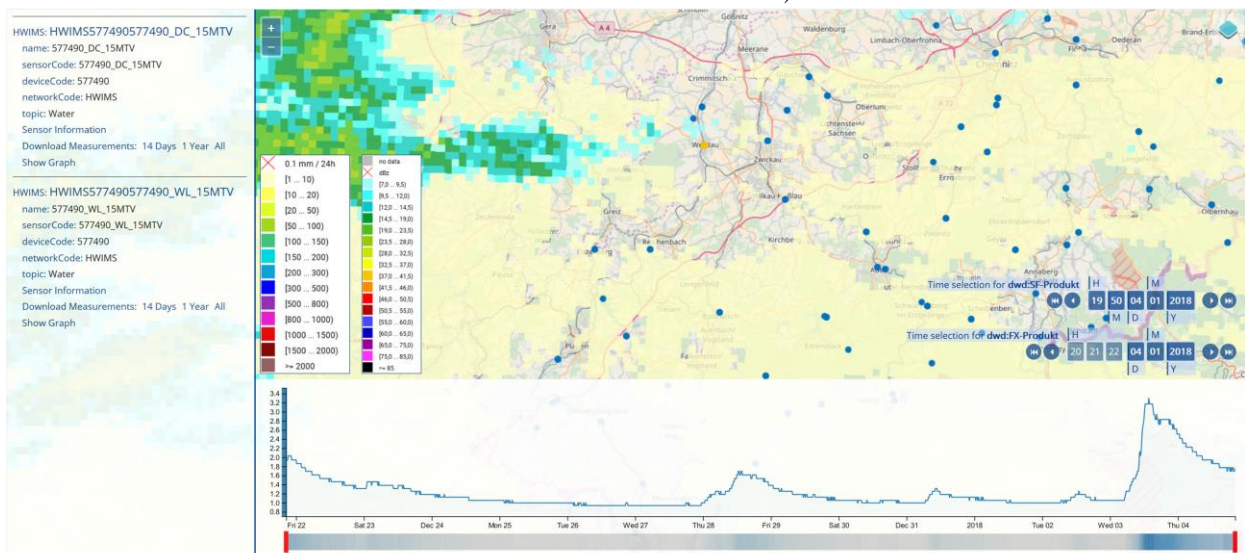 HWIMS: HWIMS577490577490_DC_15MTV
name: 577490_DC_15MTV
sensorCode: 577490_DC_15MTV
deviceCode: 577490
networkCode: HWIMS
topic: Water
Sensor Information
Download Measurements: 14 Days 1 Year All
Show Graph
HWIMS: HWIMS577490577490_WL_15MTV
name: 577490_WL_15MTV
sensorCode: 577490_WL_15MTV
deviceCode: 577490
networkCode: HWIMS
topic: Water
Sensor Information
Download Measurements: 14 Days 1 Year All
Show Graph
+
−
Gera
A 4
Gößnitz
Meerane
Waldenburg
Limbach-Oberfrohna
Chemnitz
Oederan
Brand-Erb
Crimmitsch
Oberlun
Lichtenstein/
Sachsen
A 72
Zwickau
Greiz
Kirchbe
Annaberg
Olbernhau
0.1 mm / 24h
[1 ... 10)
[10 ... 20)
[20 ... 50)
[50 ... 100)
[100 ... 150)
[150 ... 200)
[200 ... 300)
[300 ... 500)
[500 ... 800)
[800 ... 1000)
[1000 ... 1500)
[1500 ... 2000)
>= 2000
no data
dBz
[7,0 ... 9,5)
[9,5 ... 12,0)
[12,0 ... 14,5)
[14,5 ... 19,0)
[19,0 ... 23,5)
[23,5 ... 28,0)
[28,0 ... 32,5)
[32,5 ... 37,0)
[37,0 ... 41,5)
[41,5 ... 46,0)
[46,0 ... 50,5)
[50,5 ... 55,0)
[55,0 ... 60,0)
[60,0 ... 65,0)
[65,0 ... 75,0)
[75,0 ... 85,0)
>= 85
Time selection for dwd:SF-Produkt H M
19 50 04 01 2018
M D Y
Time selection for dwd:FX-Produkt H M
20 21 22 04 01 2018
D Y
3.4
3.2
3.0
2.8
2.6
2.4
2.2
2.0
1.8
1.6
1.4
1.2
1.0
0.8
Fri 22 Sat 23 Dec 24 Mon 25 Tue 26 Wed 27 Thu 28 Fri 29 Sat 30 Dec 31 2018 Tue 02 Wed 03 Thu 04